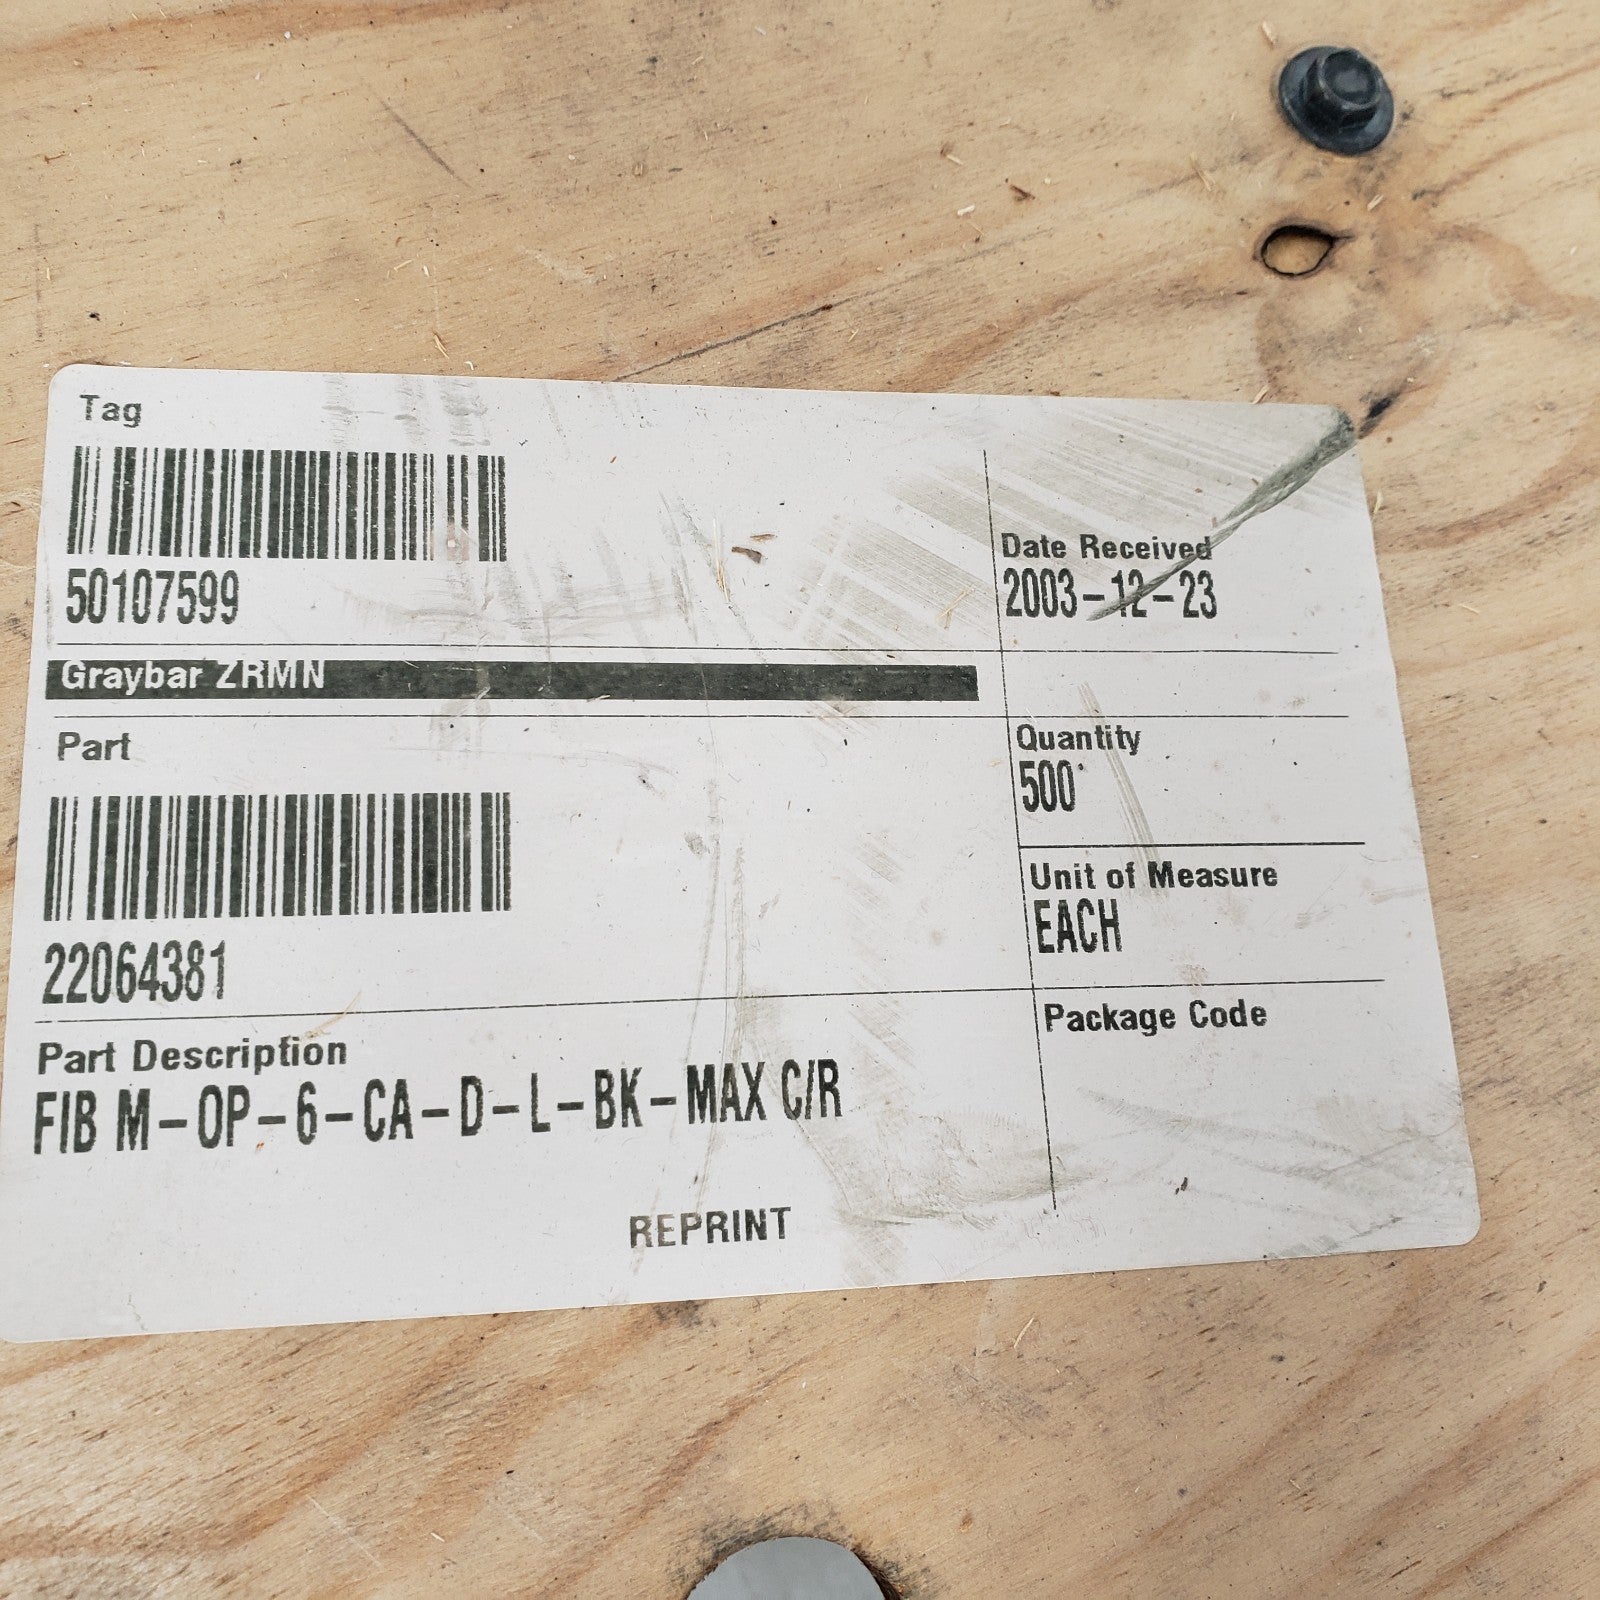 Tag
50107599
Date Received
2003-12-23
Graybar ZRMN
Part
22064381
Quantity
500
Unit of Measure
EACH
Package Code
Part Description
FIB M-OP-6-CA-D-L-BK-MAX C/R
REPRINT